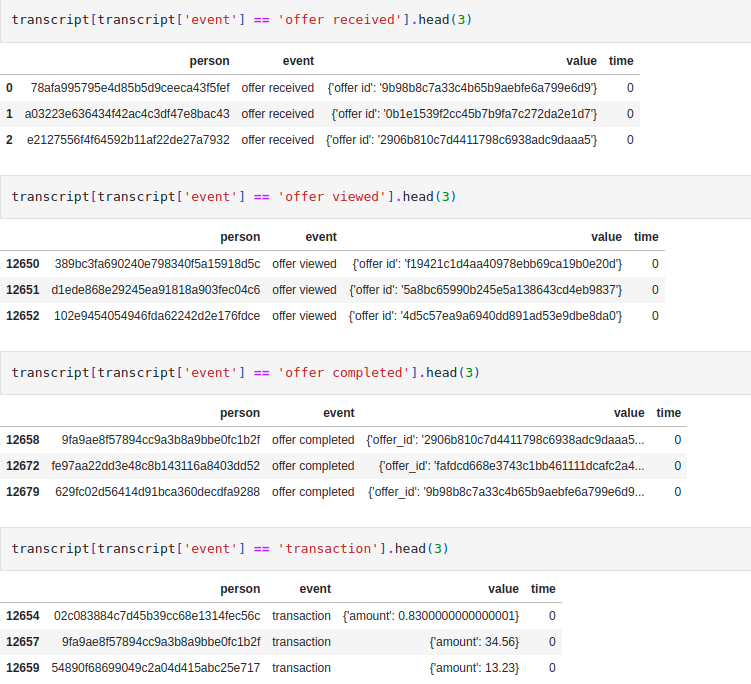 transcript[transcript['event'] == 'offer received'].head(3)
person event value time
0 78afa995795e4d85b5d9ceeca43f5fef offer received {'offer id': '9b98b8c7a33c4b65b9aebfe6a799e6d9'} 0
1 a03223e636434f42ac4c3df47e8bac43 offer received {'offer id': '0b1e1539f2cc45b7b9fa7c272da2e1d7'} 0
2 e2127556f4f64592b11af22de27a7932 offer received {'offer id': '2906b810c7d4411798c6938adc9daaa5'} 0
transcript[transcript['event'] == 'offer viewed'].head(3)
person event value time
12650 389bc3fa690240e798340f5a15918d5c offer viewed {'offer id': 'f19421c1d4aa40978ebb69ca19b0e20d'} 0
12651 d1ede868e29245ea91818a903fec04c6 offer viewed {'offer id': '5a8bc65990b245e5a138643cd4eb9837'} 0
12652 102e9454054946fda62242d2e176fdce offer viewed {'offer id': '4d5c57ea9a6940dd891ad53e9dbe8da0'} 0
transcript[transcript['event'] == 'offer completed'].head(3)
person event value time
12658 9fa9ae8f57894cc9a3b8a9bbe0fc1b2f offer completed {'offer_id': '2906b810c7d4411798c6938adc9daaa5... 0
12672 fe97aa22dd3e48c8b143116a8403dd52 offer completed {'offer_id': 'fafdcd668e3743c1bb461111dcafc2a4... 0
12679 629fc02d56414d91bca360decdfa9288 offer completed {'offer_id': '9b98b8c7a33c4b65b9aebfe6a799e6d9... 0
transcript[transcript['event'] == 'transaction'].head(3)
person event value time
12654 02c083884c7d45b39cc68e1314fec56c transaction {'amount': 0.8300000000000001} 0
12657 9fa9ae8f57894cc9a3b8a9bbe0fc1b2f transaction {'amount': 34.56} 0
12659 54890f68699049c2a04d415abc25e717 transaction {'amount': 13.23} 0